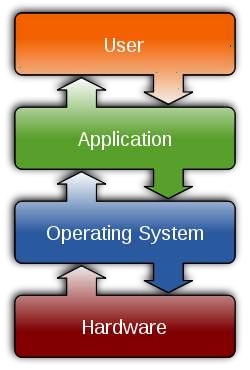 User
Application
Operating System
Hardware